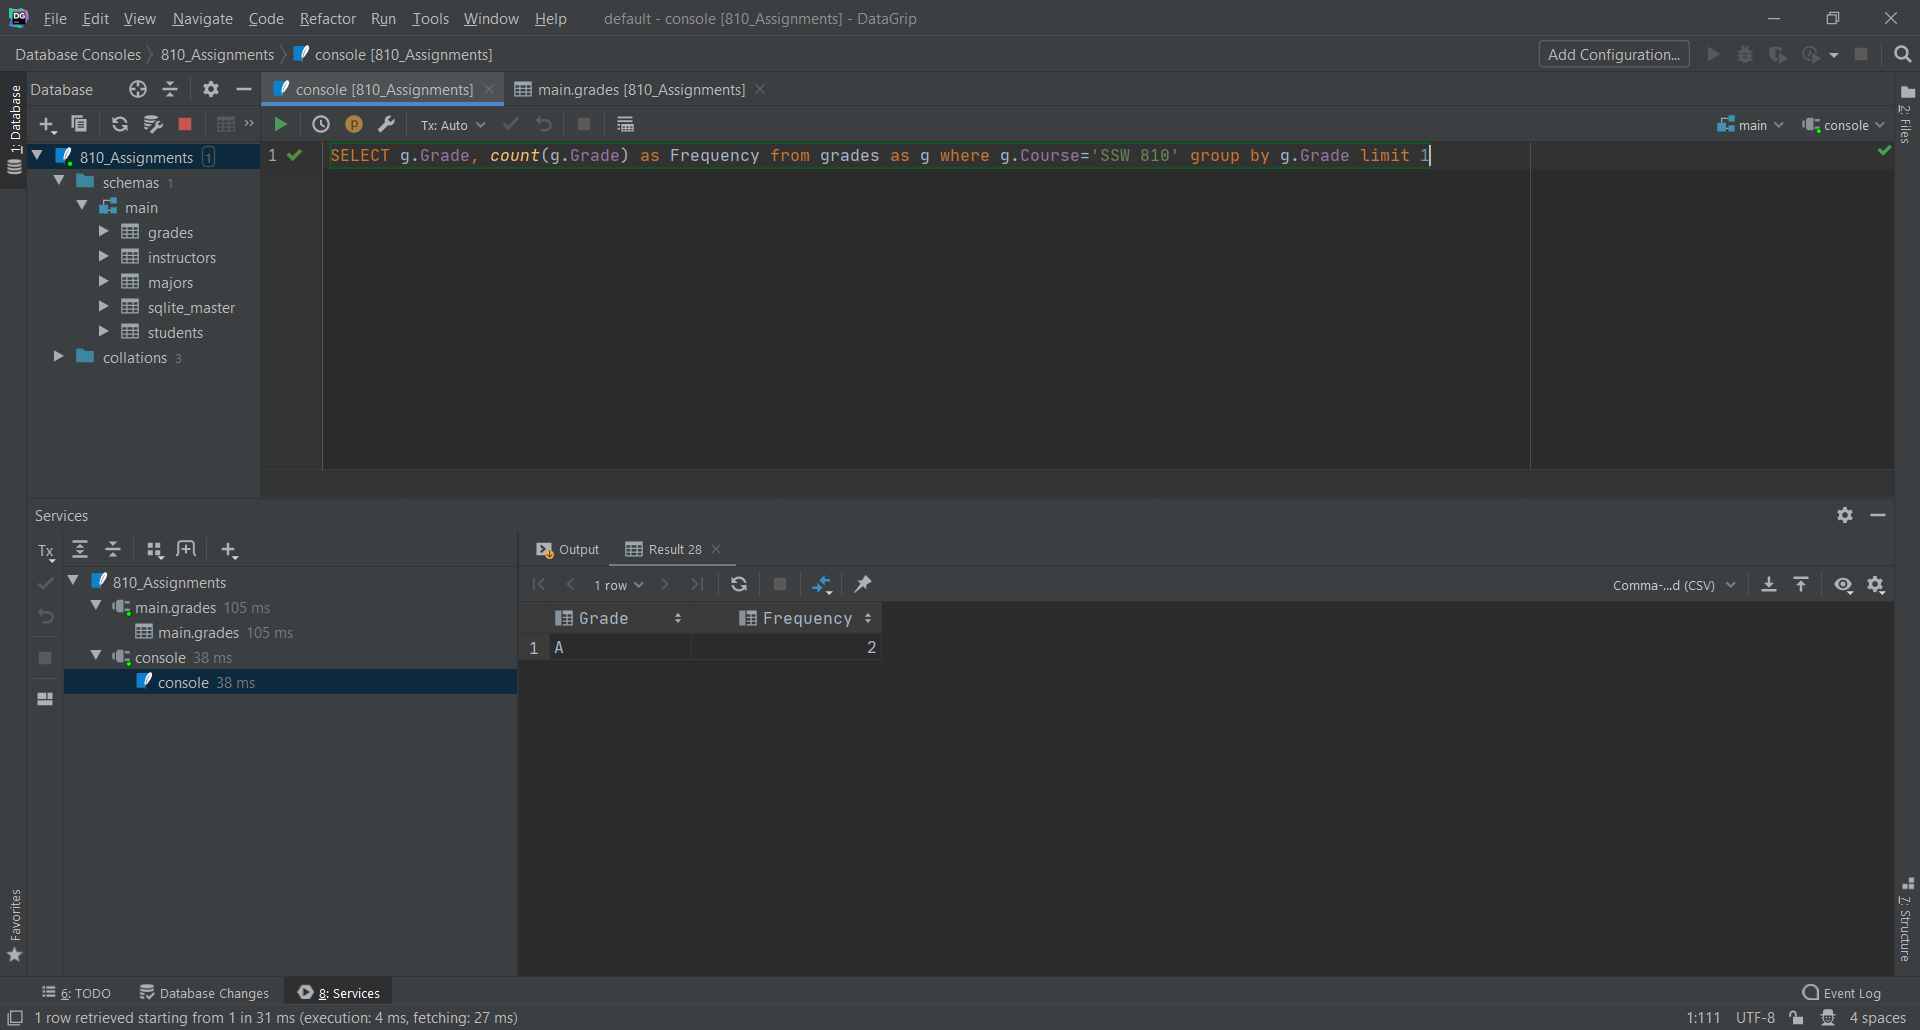 File Edit View Navigate Code Refactor Run Tools Window Help default - console [810_Assignments] - DataGrip
Database Consoles 810_Assignments console [810_Assignments] Add Configuration...
1: Database
Database
console [810_Assignments] main.grades [810_Assignments]
2: Files
Tx: Auto main console
810_Assignments 1
schemas 1
main
grades
instructors
majors
sqlite_master
students
collations 3
1 SELECT g.Grade, count(g.Grade) as Frequency from grades as g where g.Course='SSW 810' group by g.Grade limit 1
Services
Tx
810_Assignments
main.grades 105 ms
main.grades 105 ms
console 38 ms
console 38 ms
Output Result 28
1 row Comma-...d (CSV)
Grade Frequency
1 A 2
Favorites
7: Structure
6: TODO Database Changes 8: Services Event Log
1 row retrieved starting from 1 in 31 ms (execution: 4 ms, fetching: 27 ms) 1:111 UTF-8 4 spaces